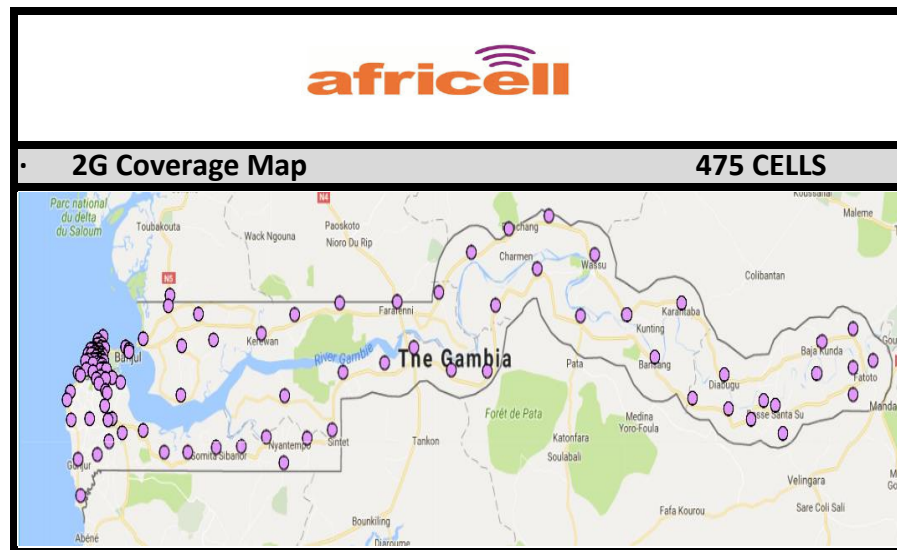 africell
· 2G Coverage Map 475 CELLS
Parc national
du delta
du Saloum
Toubakouta
N4
Paoskoto
Nioro Du Rip
Wack Ngouna
Maleme
Charmen
Wassu
Colibantan
N5
Farafenni
Kerewan
Karantaba
Kunting
Banjul
River Gambia
The Gambia
Pata
Bansang
Baja Kunda
Diabugu
Fatoto
Basse Santa Su
Manda
Forêt de Pata
Medina
Yoro-Foula
Gunjur
Bomita Sibanor
Nyantempo
Sintet
Tankon
Katonfara
Soulabali
Velingara
Fafa Kourou
Sare Coli Sali
Abéné
Bounkiling
Diaroume